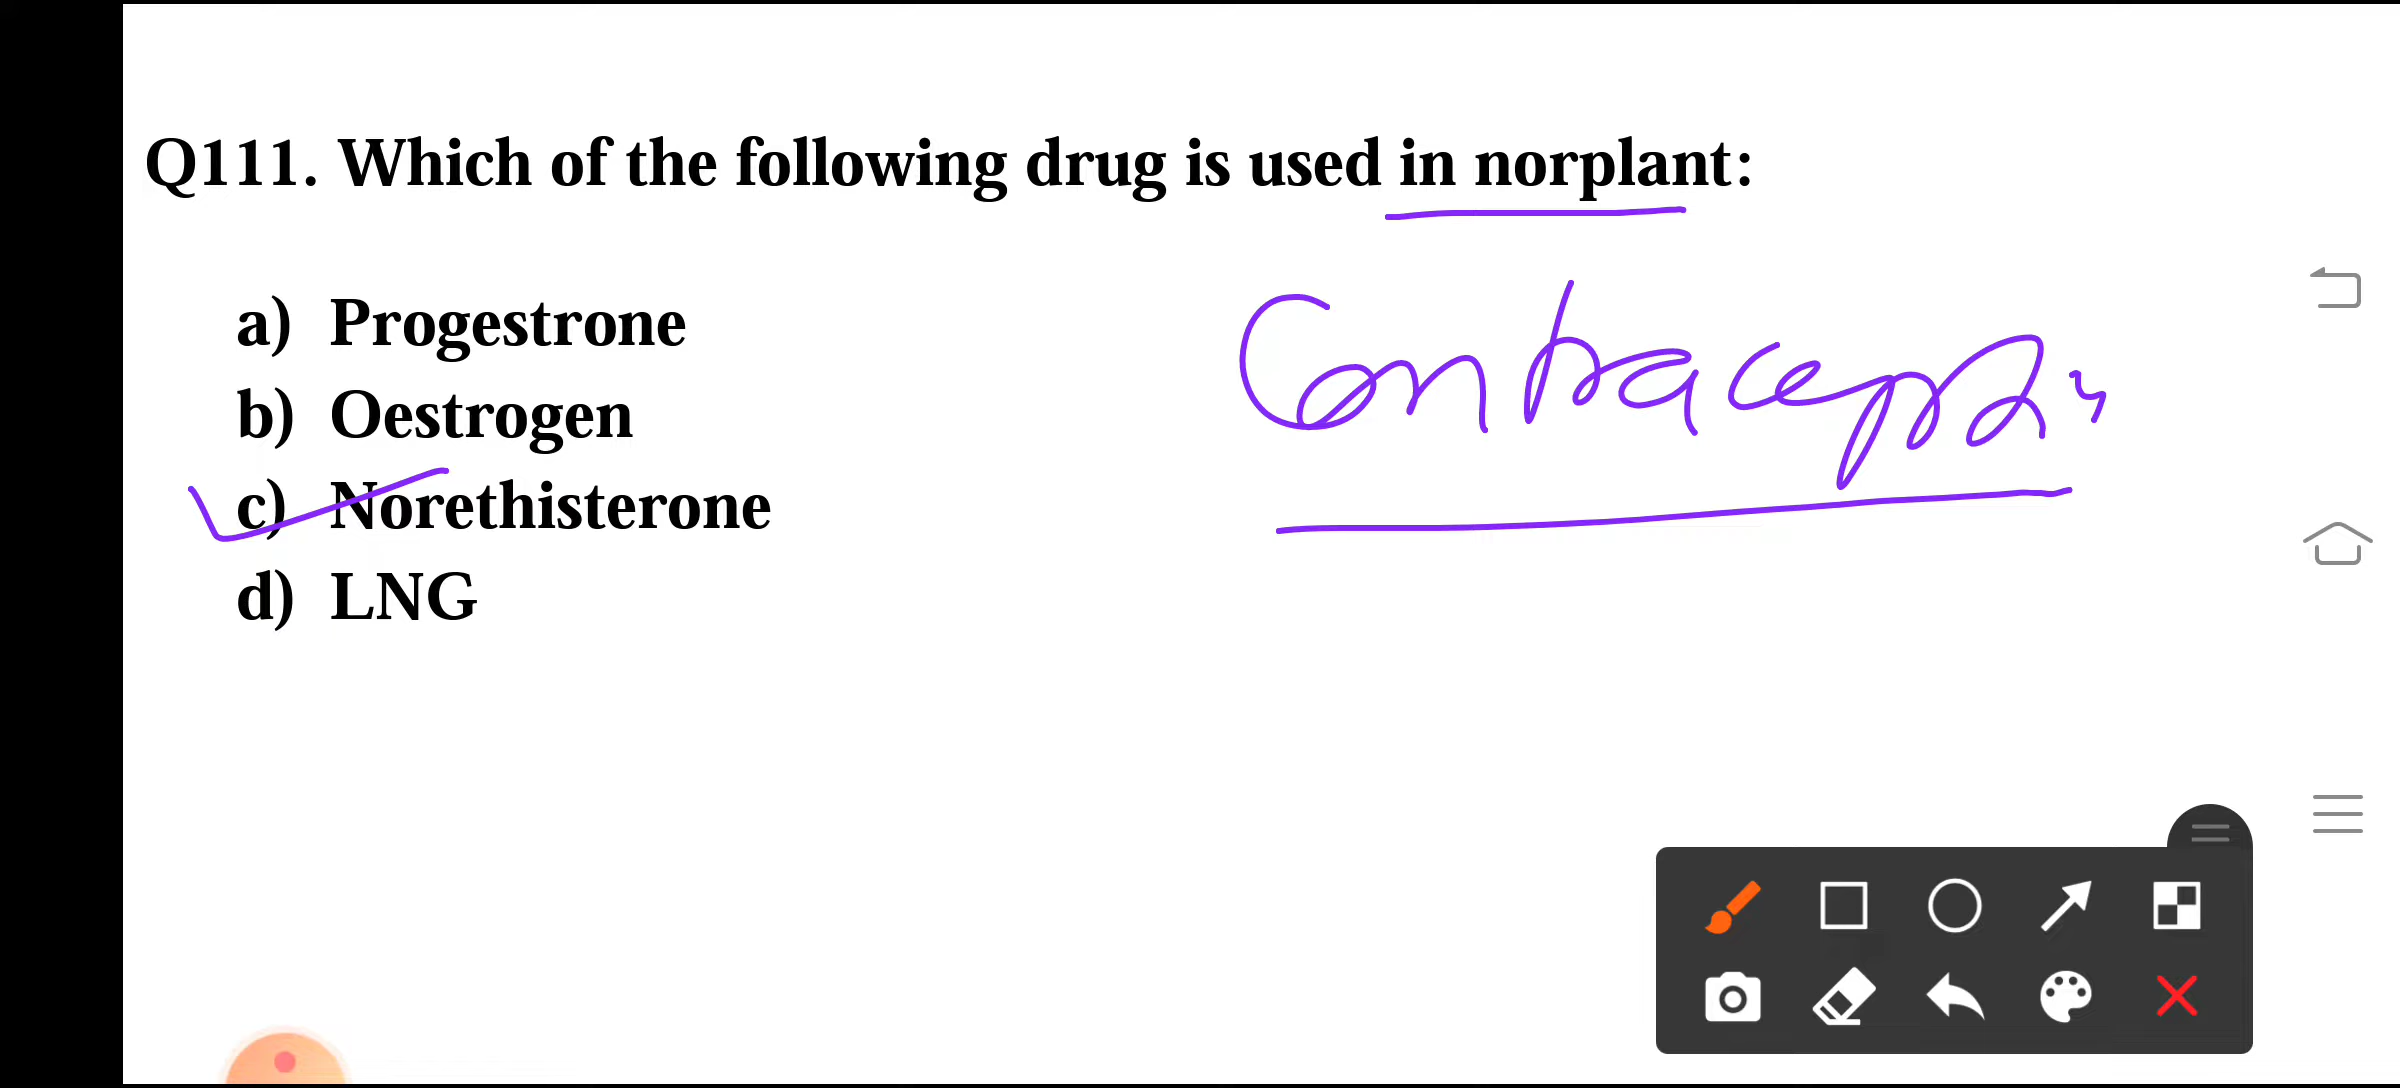 Q111. Which of the following drug is used in norplant:
a) Progestrone
b) Oestrogen
c) Norethisterone
d) LNG